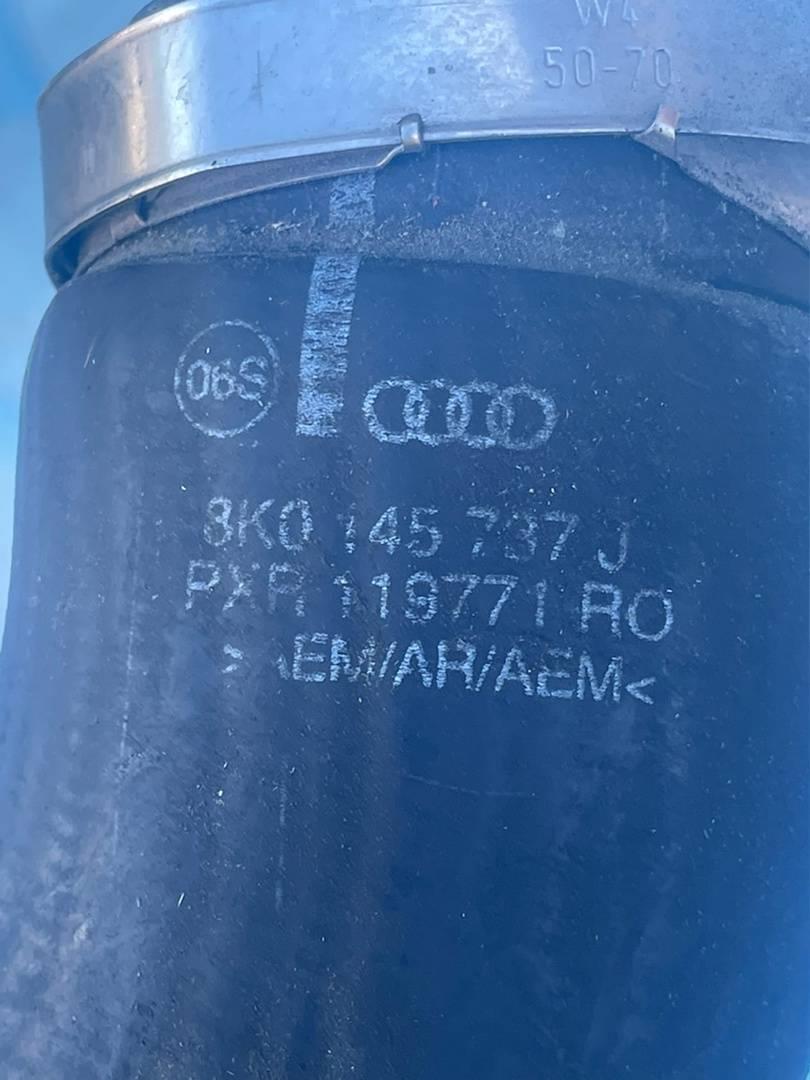 W4
50-70
06S
8K0 145 737 J
PXR 119771 RO
>AEM/AR/AEM<